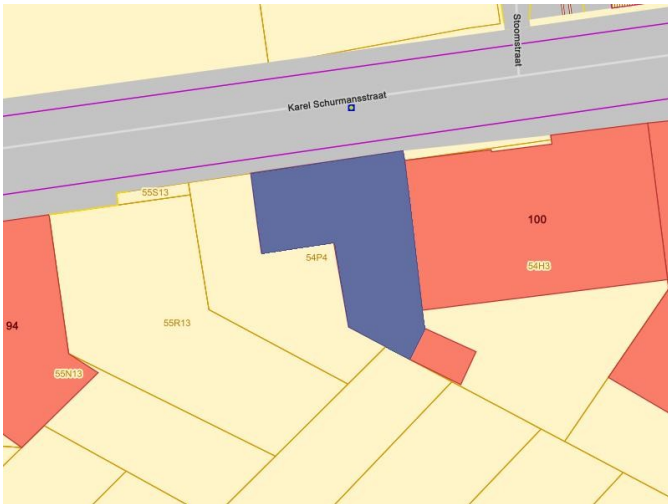 Stoomstraat
Karel Schurmansstraat
55S13
100
54P4
54H3
94
55R13
55N13